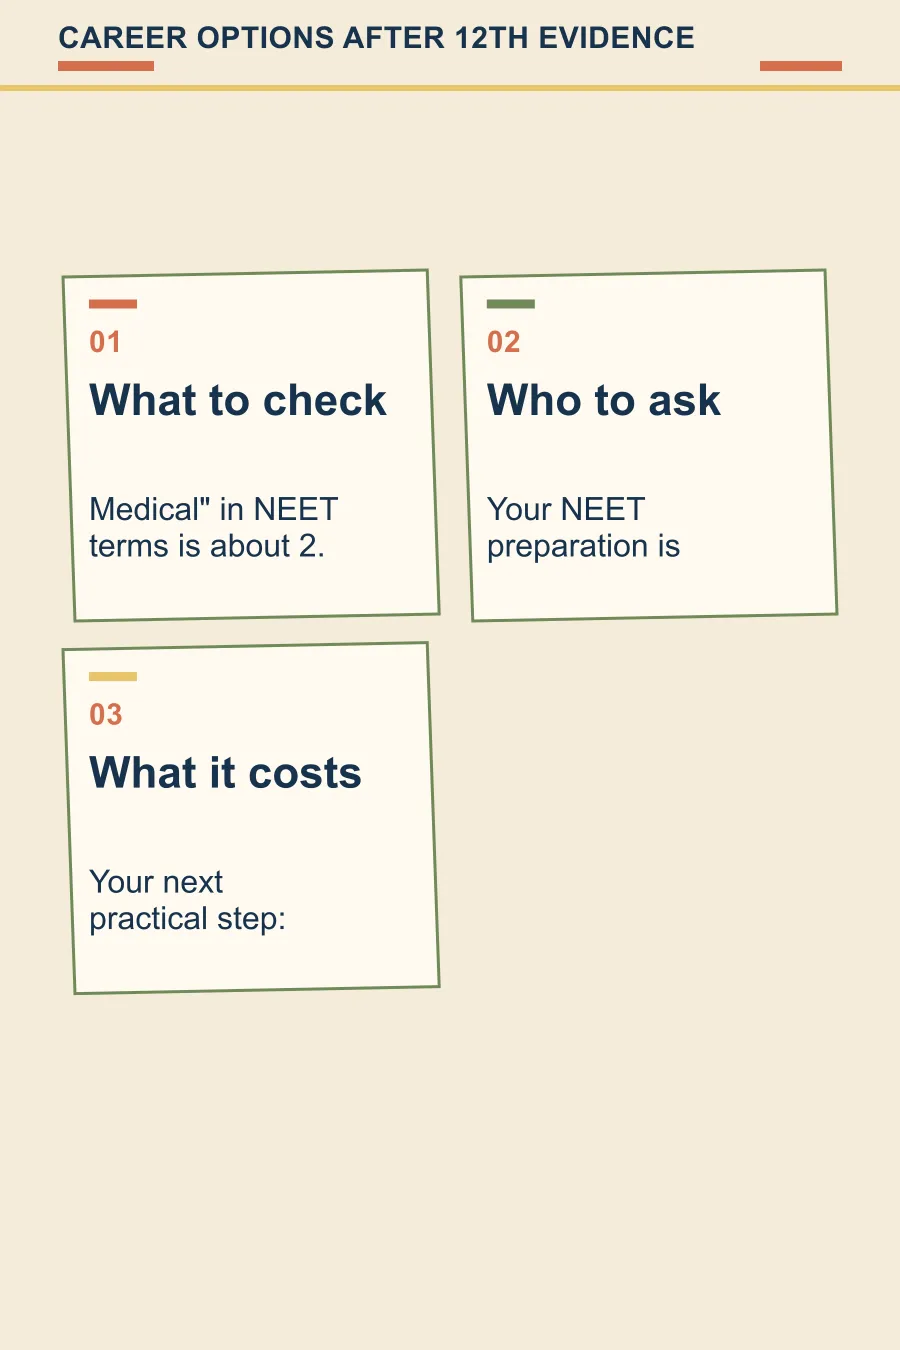 CAREER OPTIONS AFTER 12TH EVIDENCE
01
What to check
Medical" in NEET
terms is about 2.
02
Who to ask
Your NEET
preparation is
03
What it costs
Your next
practical step: